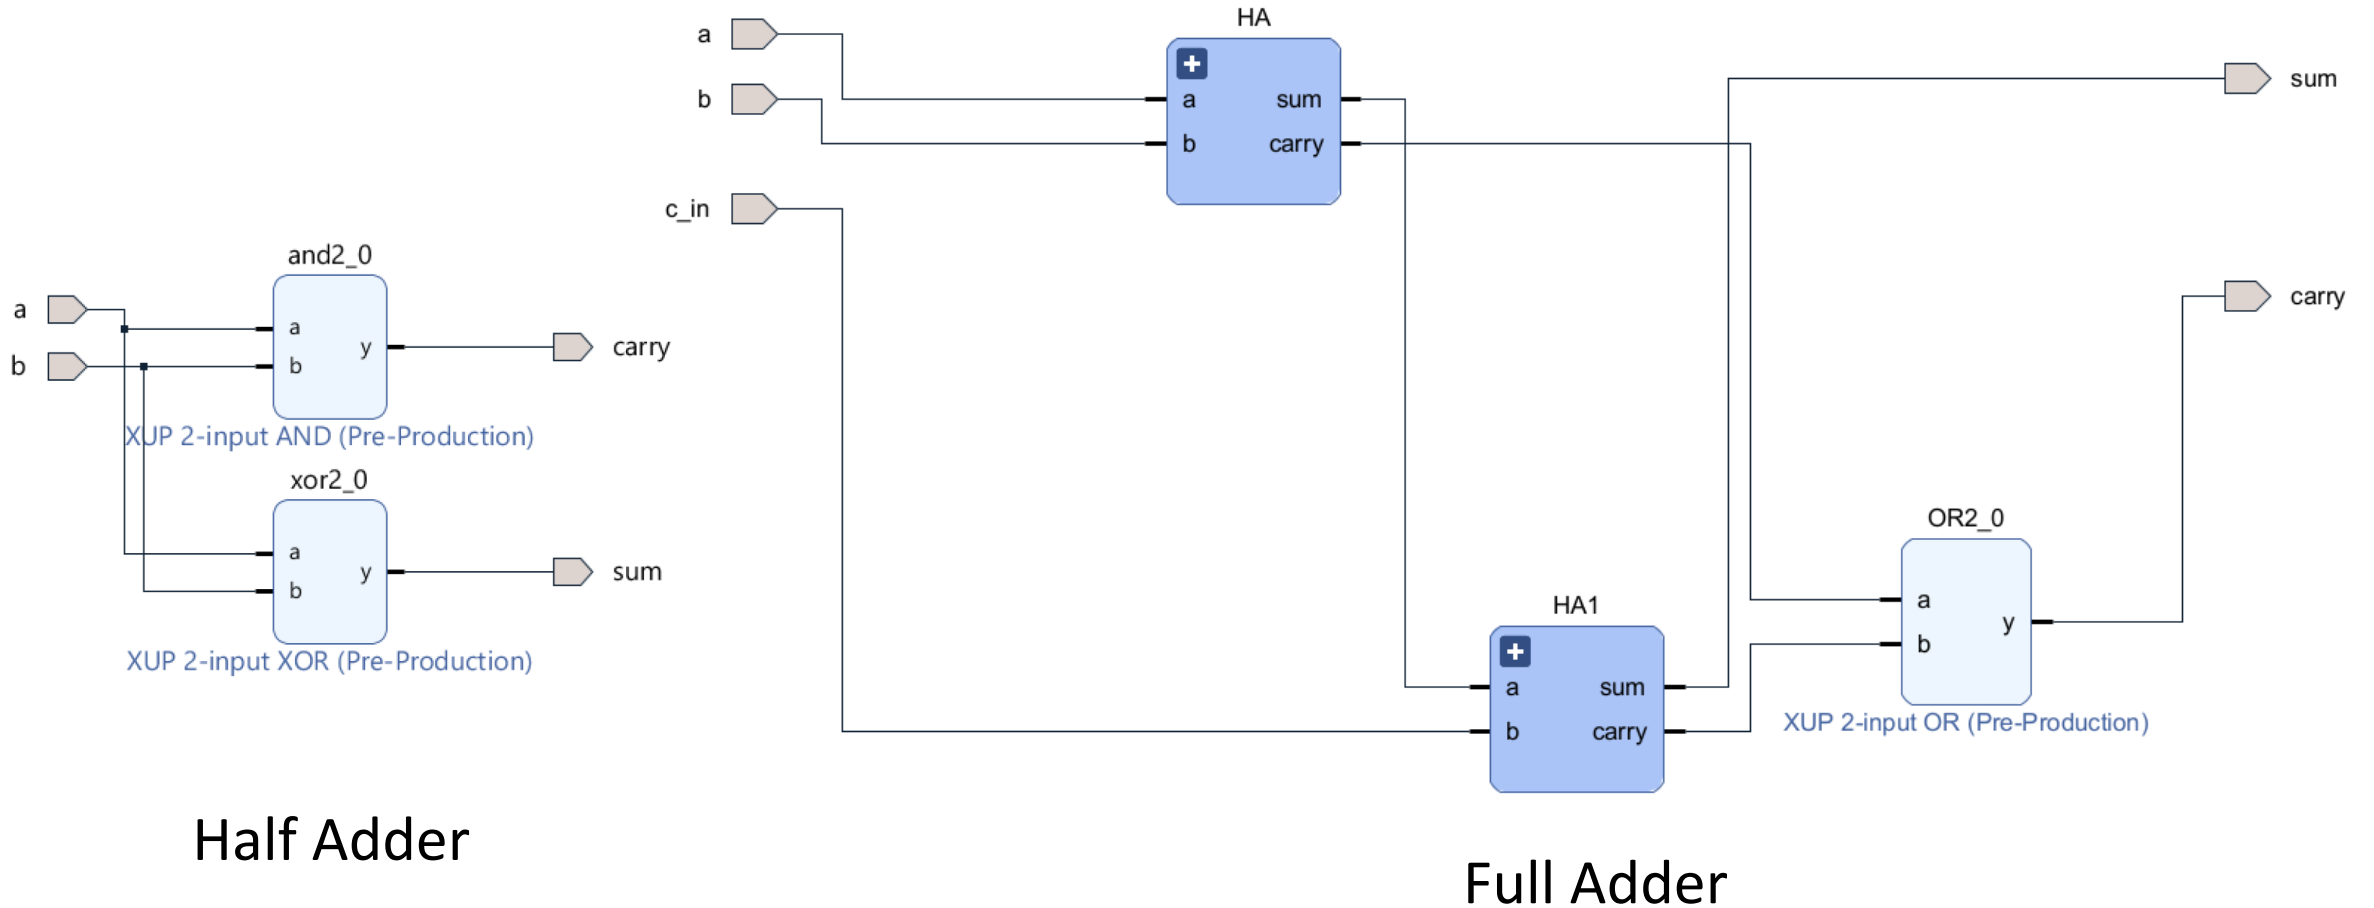 and2_0
a
b
a
b
y
carry
XUP 2-input AND (Pre-Production)
xor2_0
a
b
y
sum
XUP 2-input XOR (Pre-Production)
Half Adder
a
b
c_in
HA
a
b
sum
carry
HA1
a
b
sum
carry
OR2_0
a
b
y
XUP 2-input OR (Pre-Production)
sum
carry
Full Adder